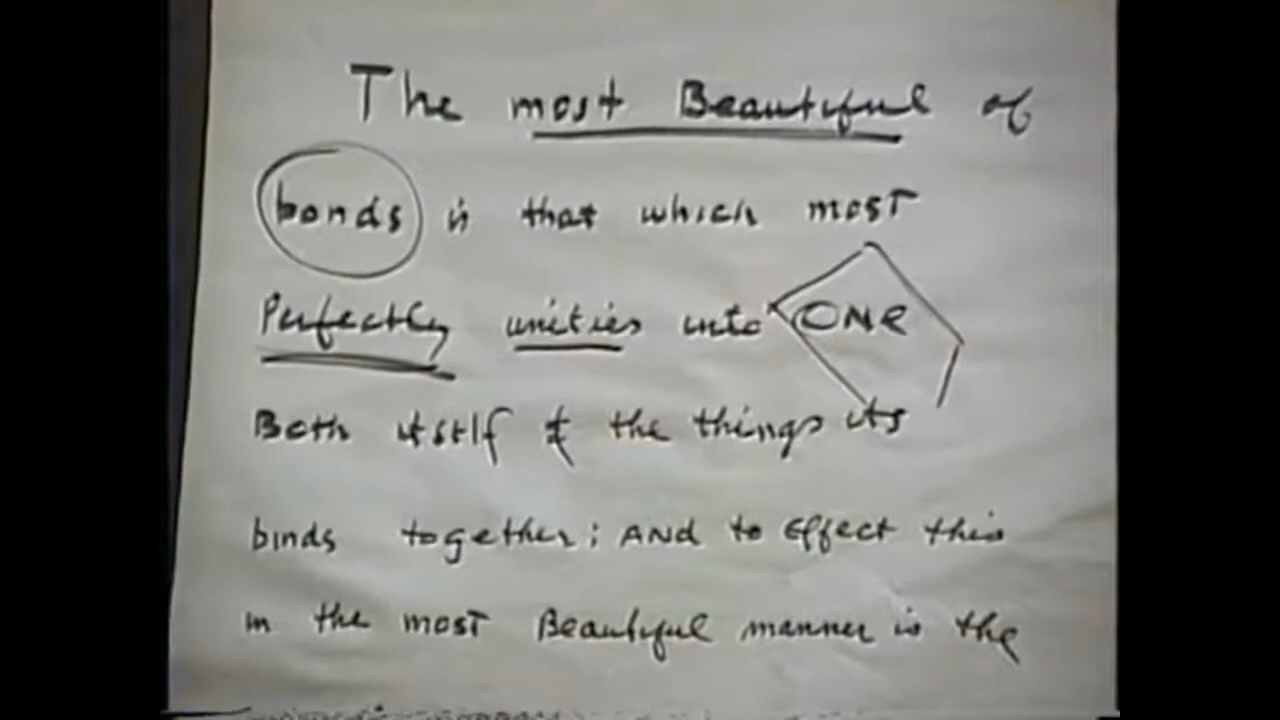 The most Beautiful of
bonds is that which most
Perfectly unities into ONE
Both itself & the things its
binds together; AND to Effect this
in the most Beautiful manner is the